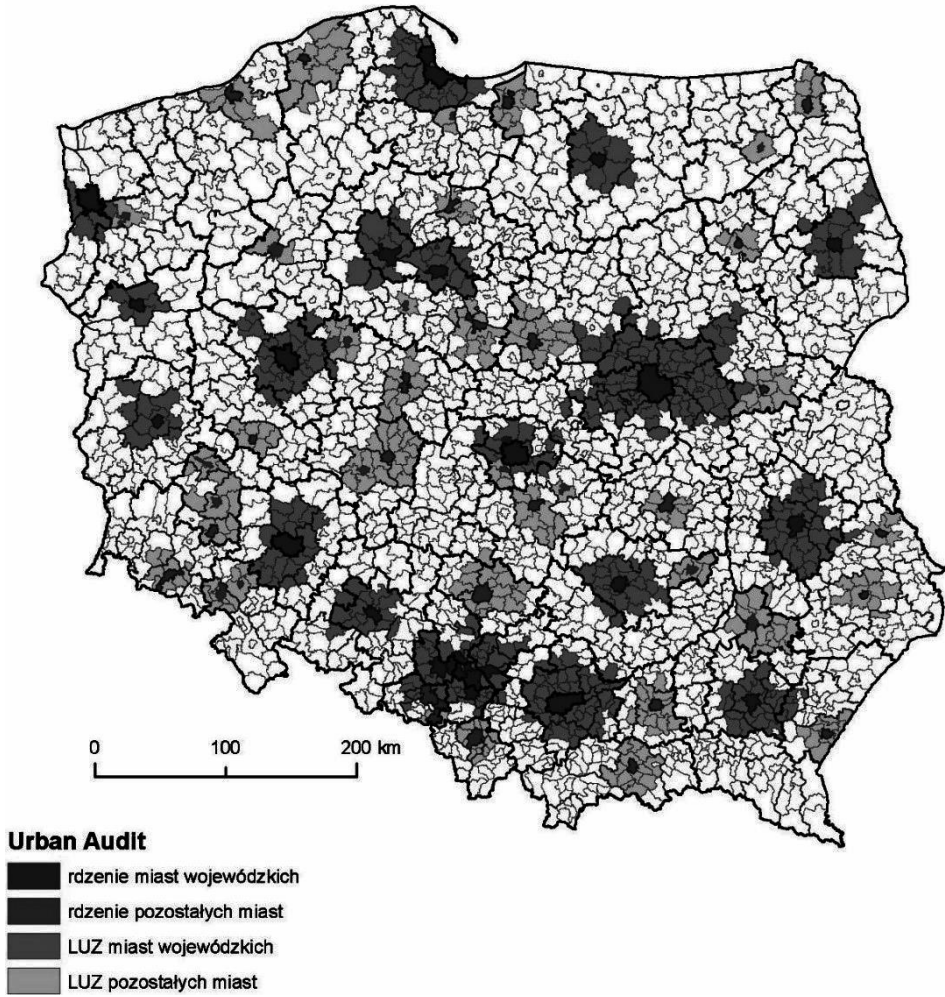 0 100 200 km
Urban Audit
rdzenie miast wojewódzkich
rdzenie pozostałych miast
LUZ miast wojewódzkich
LUZ pozostałych miast